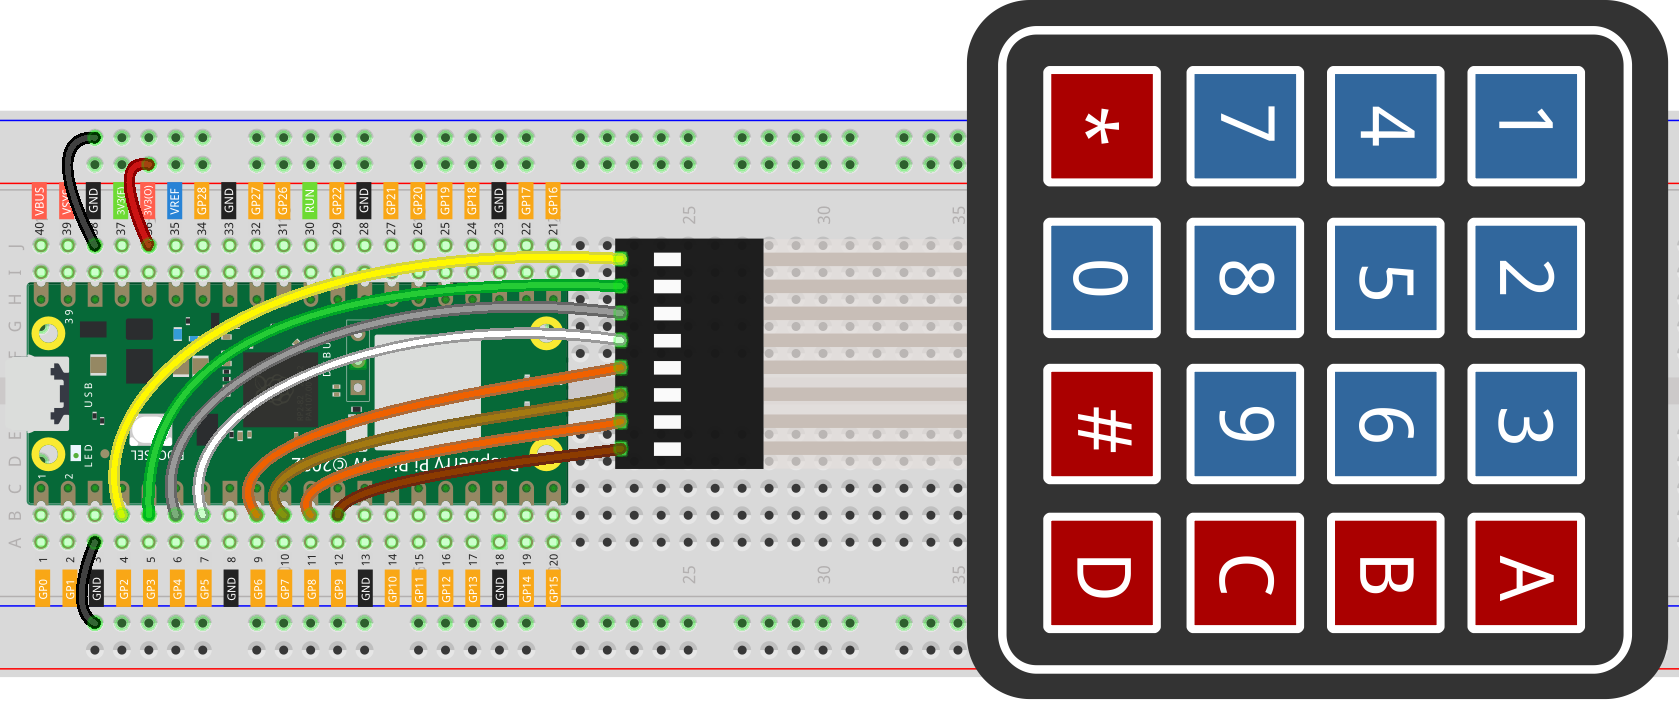 VBUS
VSYS
GND
3V3(E)
3V3(O)
VREF
GP28
GND
GP27
GP26
RUN
GP22
GND
GP21
GP20
GP19
GP18
GND
GP17
GP16
40
39
38
37
36
35
34
33
32
31
30
29
28
27
26
25
24
23
22
21
25
30
35
J
I
H
G
F
E
D
C
B
A
39
USB
DEBUG
1
2
LED
BOOTSEL
Raspberry Pi Pico W ©2022
1
2
3
4
5
6
7
8
9
10
11
12
13
14
15
16
17
18
19
20
25
30
35
GP0
GP1
GND
GP2
GP3
GP4
GP5
GND
GP6
GP7
GP8
GP9
GND
GP10
GP11
GP12
GP13
GND
GP14
GP15
1
2
3
A
4
5
6
B
7
8
9
C
*
0
#
D